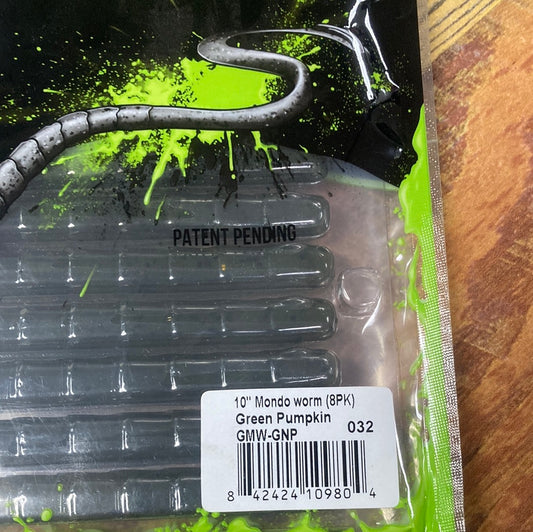 PATENT PENDING
10" Mondo worm (8PK)
Green Pumpkin
GMW-GNP 032
8 42424 10980 4